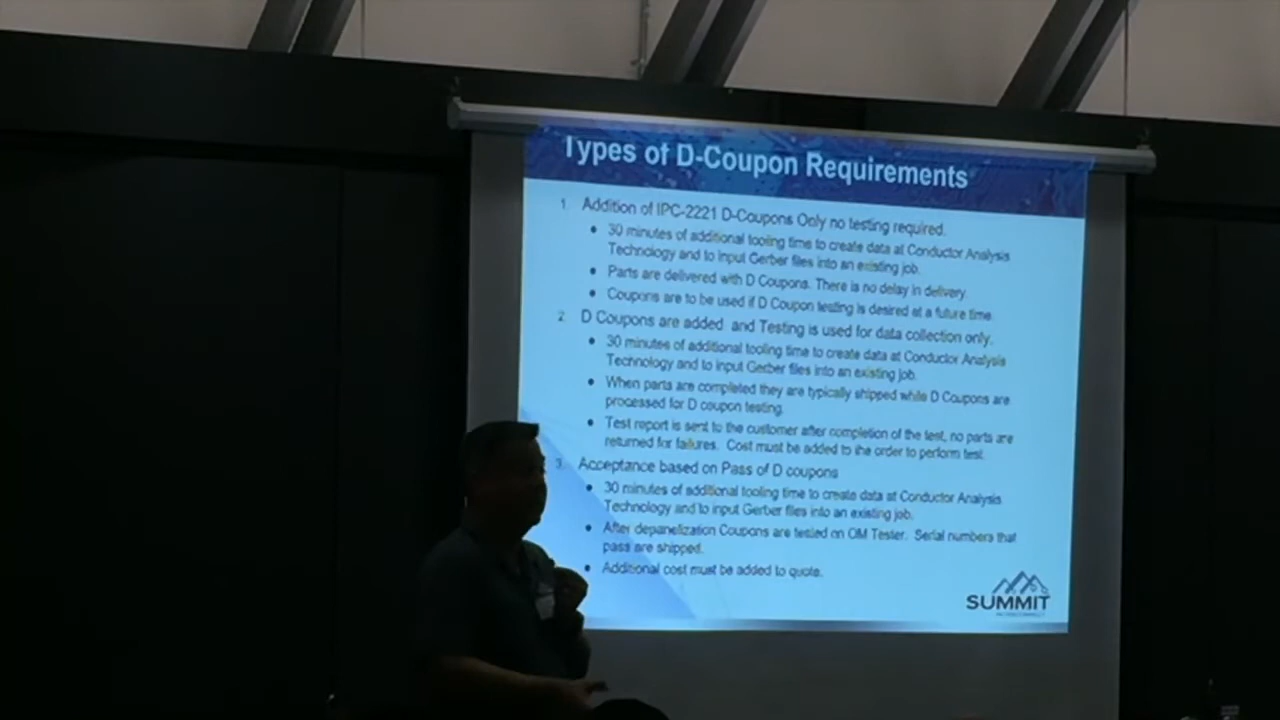 Types of D-Coupon Requirements
1. Addition of IPC-2221 D-Coupons Only no testing required.
• 30 minutes of additional tooling time to create data at Conductor Analysis
Technology and to input Gerber files into an existing job.
• Parts are delivered with D Coupons. There is no delay in delivery
• Coupons are to be used if D Coupon testing is desired at a future time.
2. D Coupons are added and Testing is used for data collection only.
• 30 minutes of additional tooling time to create data at Conductor Analysis
Technology and to input Gerber files into an existing job.
• When parts are completed they are typically shipped while D Coupons are
processed for D coupon testing.
• Test report is sent to the customer after completion of the test, no parts are
returned for failures. Cost must be added to the order to perform test.
3. Acceptance based on Pass of D coupons
• 30 minutes of additional tooling time to create data at Conductor Analysis
Technology and to input Gerber files into an existing job.
• After depanelization Coupons are tested on OM Tester. Serial numbers that
pass are shipped.
• Additional cost must be added to quote.
SUMMIT